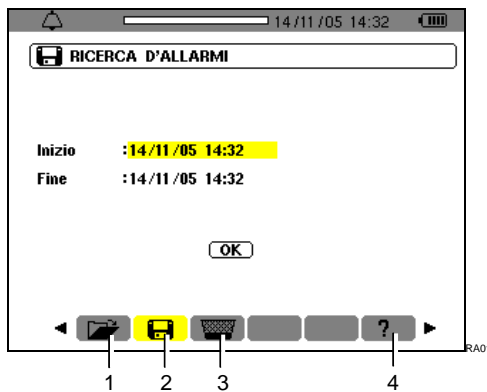 14/11/05 14:32
RICERCA D'ALLARMI
Inizio :14/11/05 14:32
Fine :14/11/05 14:32
OK
?
1 2 3 4
RA0